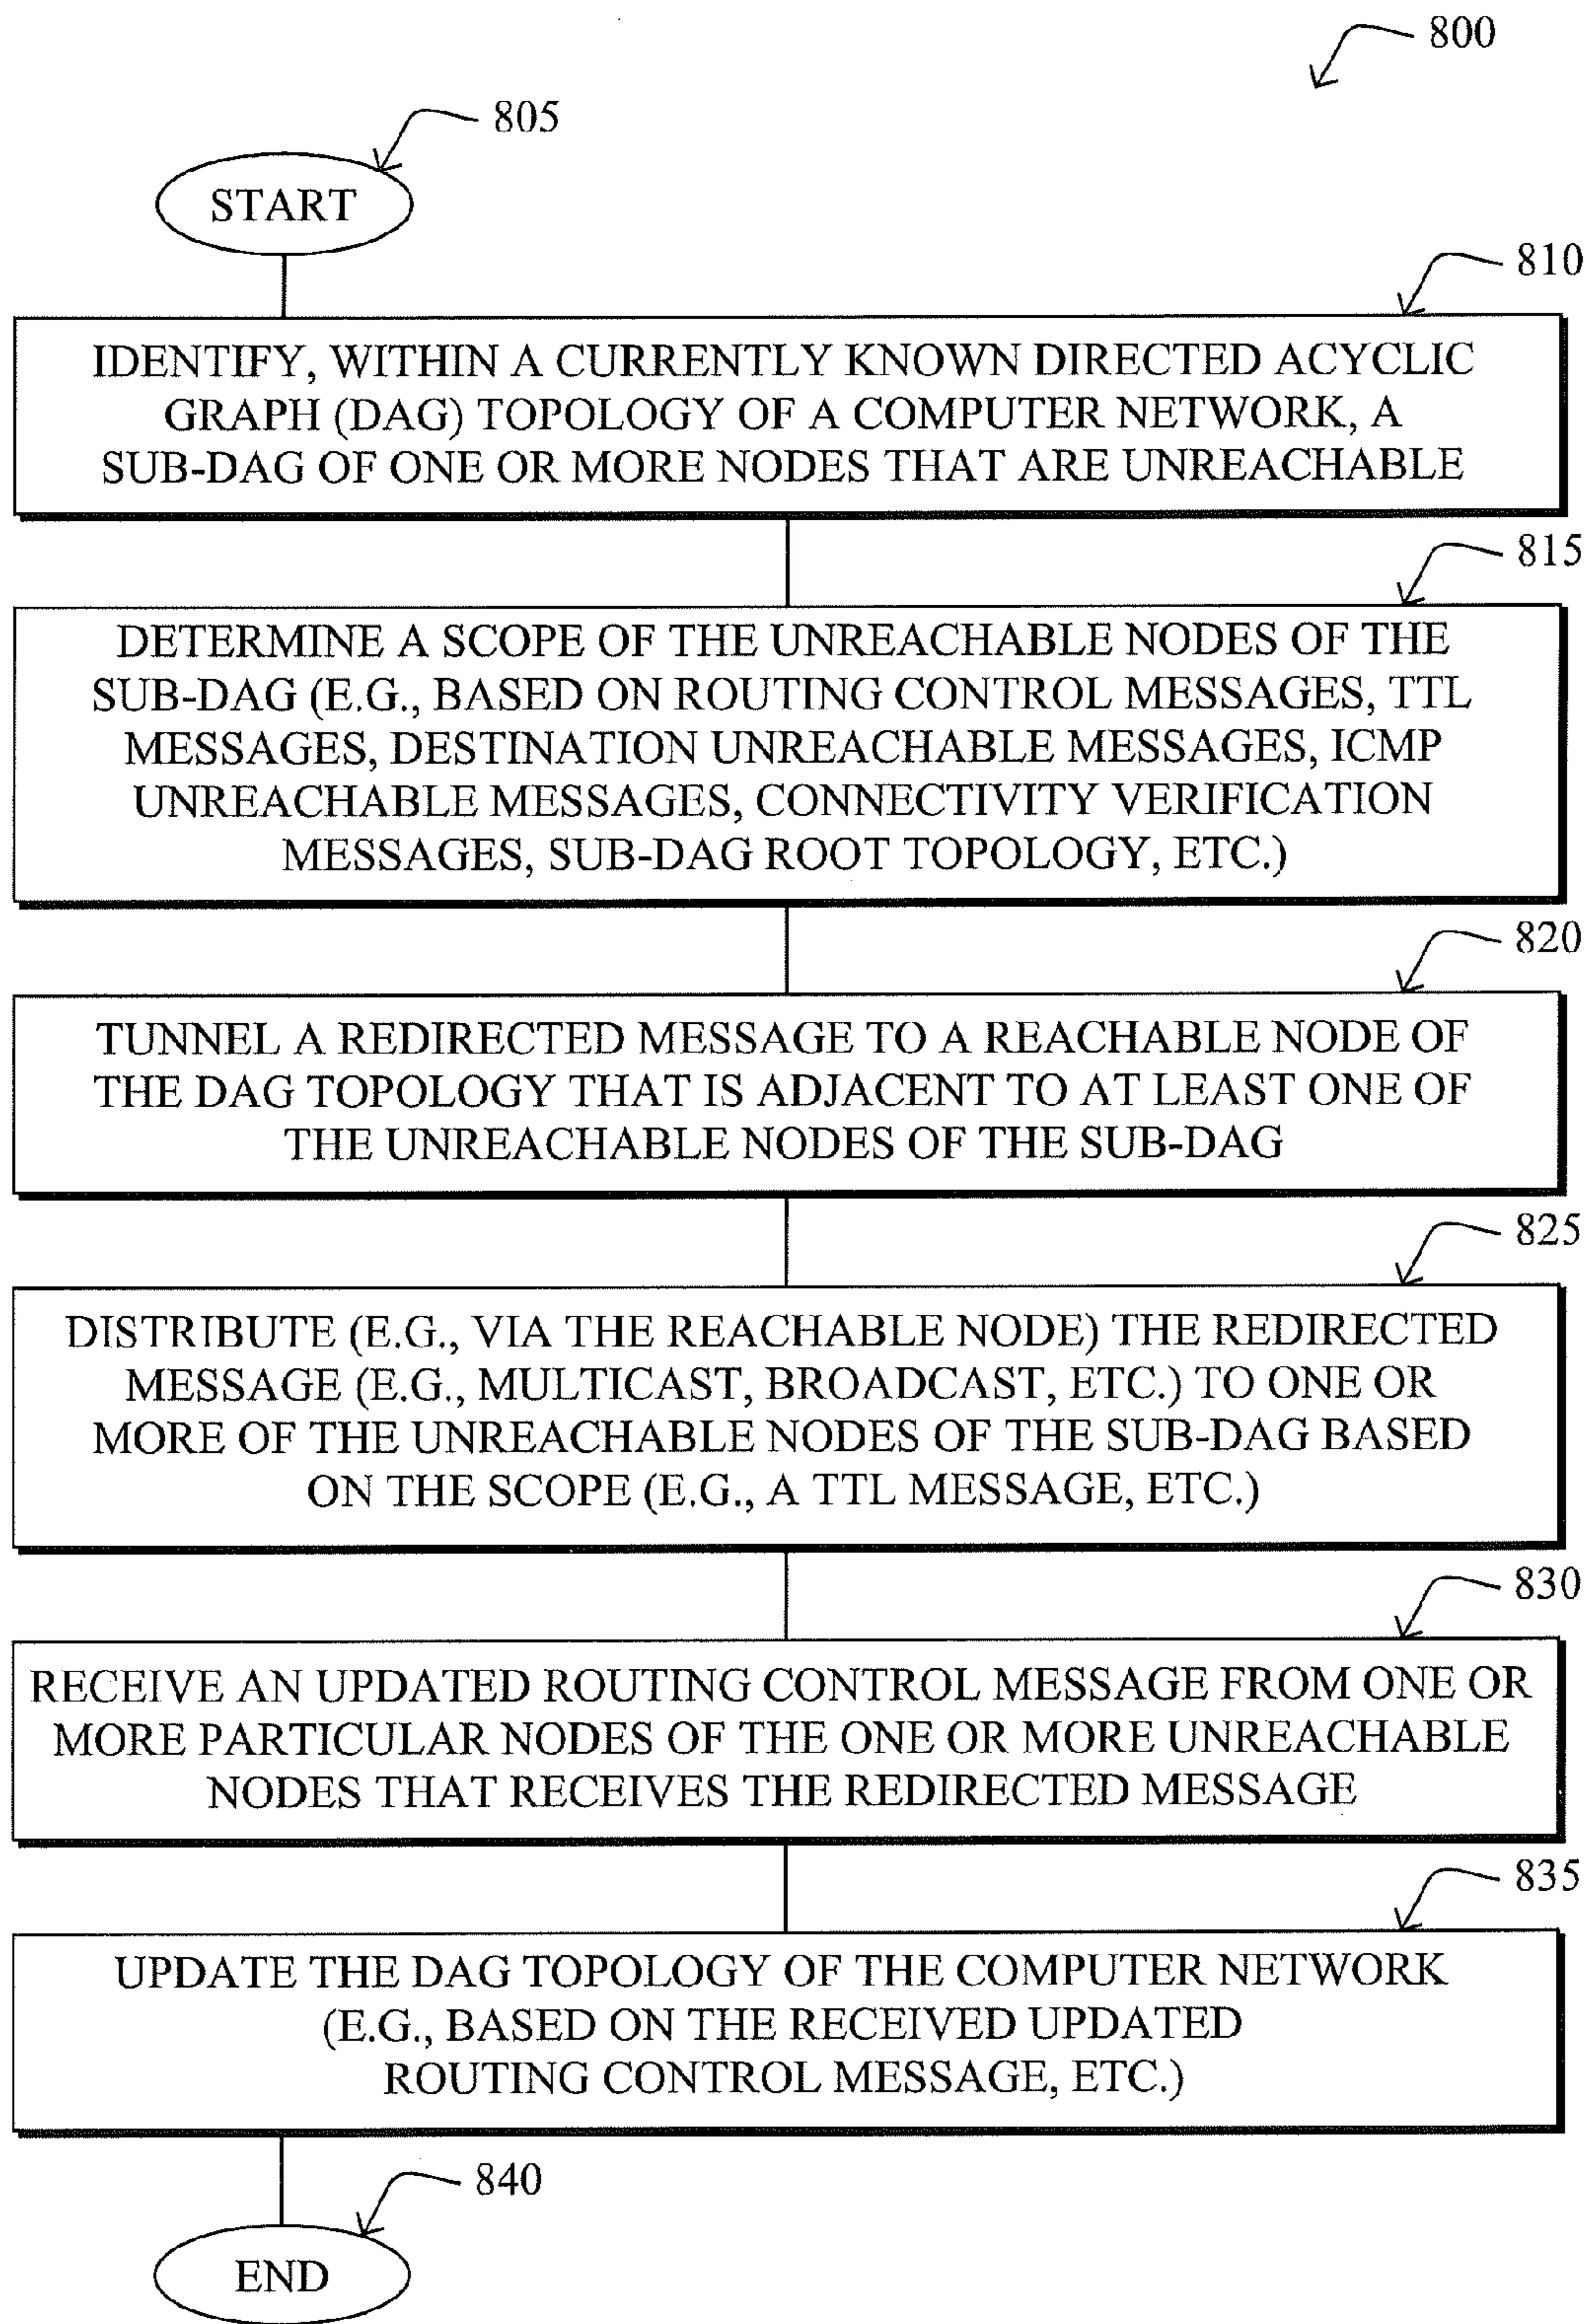 800
805
START
810
IDENTIFY, WITHIN A CURRENTLY KNOWN DIRECTED ACYCLIC
GRAPH (DAG) TOPOLOGY OF A COMPUTER NETWORK, A
SUB-DAG OF ONE OR MORE NODES THAT ARE UNREACHABLE
815
DETERMINE A SCOPE OF THE UNREACHABLE NODES OF THE
SUB-DAG (E.G., BASED ON ROUTING CONTROL MESSAGES, TTL
MESSAGES, DESTINATION UNREACHABLE MESSAGES, ICMP
UNREACHABLE MESSAGES, CONNECTIVITY VERIFICATION
MESSAGES, SUB-DAG ROOT TOPOLOGY, ETC.)
820
TUNNEL A REDIRECTED MESSAGE TO A REACHABLE NODE OF
THE DAG TOPOLOGY THAT IS ADJACENT TO AT LEAST ONE OF
THE UNREACHABLE NODES OF THE SUB-DAG
825
DISTRIBUTE (E.G., VIA THE REACHABLE NODE) THE REDIRECTED
MESSAGE (E.G., MULTICAST, BROADCAST, ETC.) TO ONE OR
MORE OF THE UNREACHABLE NODES OF THE SUB-DAG BASED
ON THE SCOPE (E.G., A TTL MESSAGE, ETC.)
830
RECEIVE AN UPDATED ROUTING CONTROL MESSAGE FROM ONE OR
MORE PARTICULAR NODES OF THE ONE OR MORE UNREACHABLE
NODES THAT RECEIVES THE REDIRECTED MESSAGE
835
UPDATE THE DAG TOPOLOGY OF THE COMPUTER NETWORK
(E.G., BASED ON THE RECEIVED UPDATED
ROUTING CONTROL MESSAGE, ETC.)
840
END